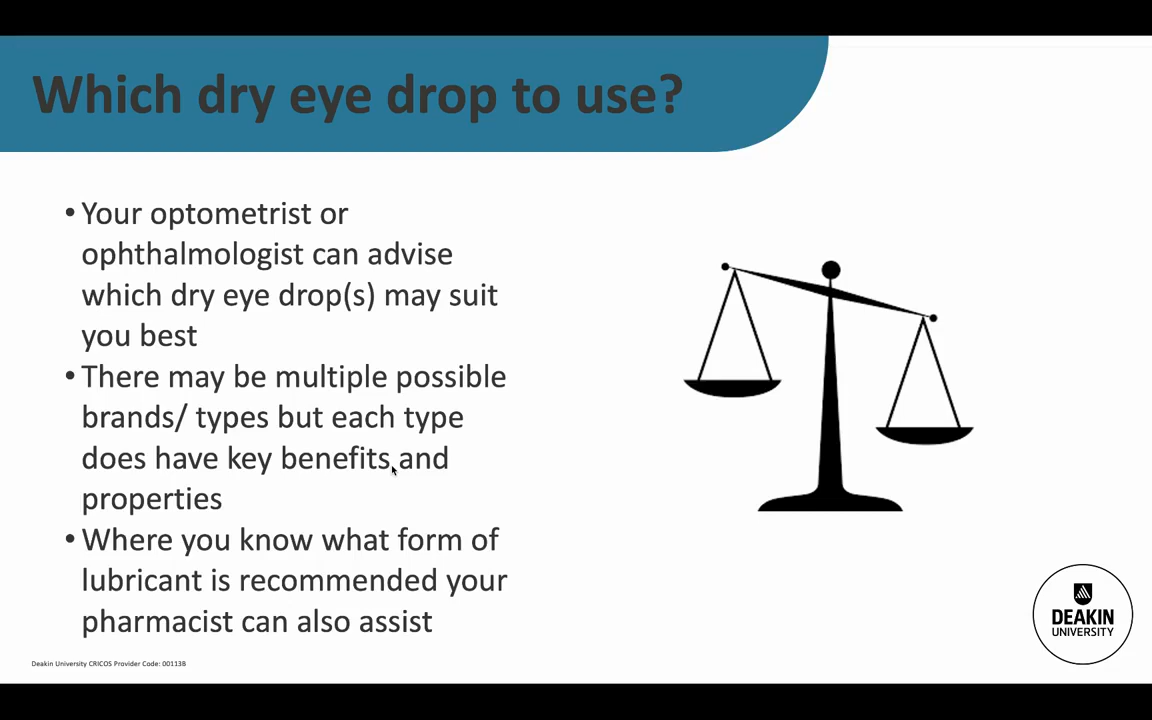 Which dry eye drop to use?
• Your optometrist or
ophthalmologist can advise
which dry eye drop(s) may suit
you best
• There may be multiple possible
brands/ types but each type
does have key benefits and
properties
• Where you know what form of
lubricant is recommended your
pharmacist can also assist
DEAKIN
UNIVERSITY
Deakin University CRICOS Provider Code: 00113B